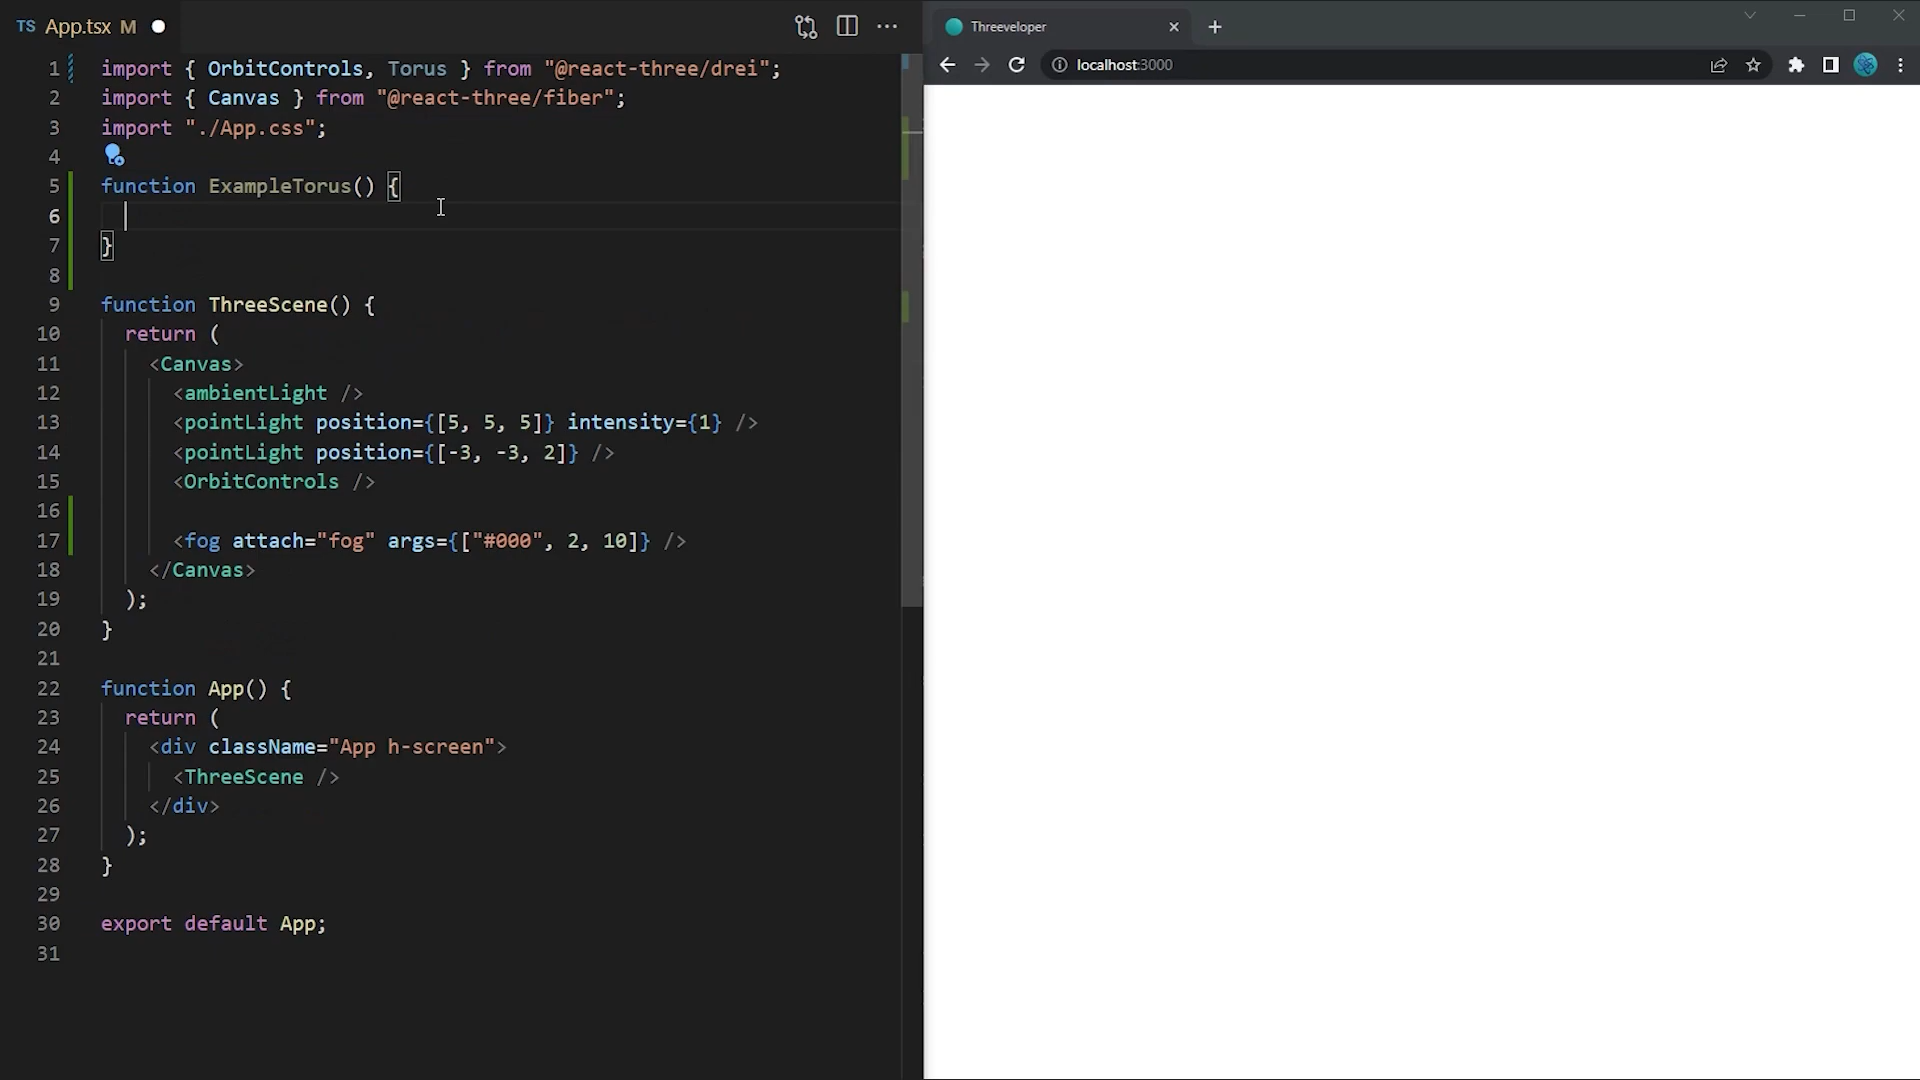 TS App.tsx M
Threeveloper
localhost:3000
1 import { OrbitControls, Torus } from "@react-three/drei";
2 import { Canvas } from "@react-three/fiber";
3 import "./App.css";
4
5 function ExampleTorus() {
6
7 }
8
9 function ThreeScene() {
10 return (
11 <Canvas>
12 <ambientLight />
13 <pointLight position={[5, 5, 5]} intensity={1} />
14 <pointLight position={[-3, -3, 2]} />
15 <OrbitControls />
16
17 <fog attach="fog" args={["#000", 2, 10]} />
18 </Canvas>
19 );
20 }
21
22 function App() {
23 return (
24 <div className="App h-screen">
25 <ThreeScene />
26 </div>
27 );
28 }
29
30 export default App;
31